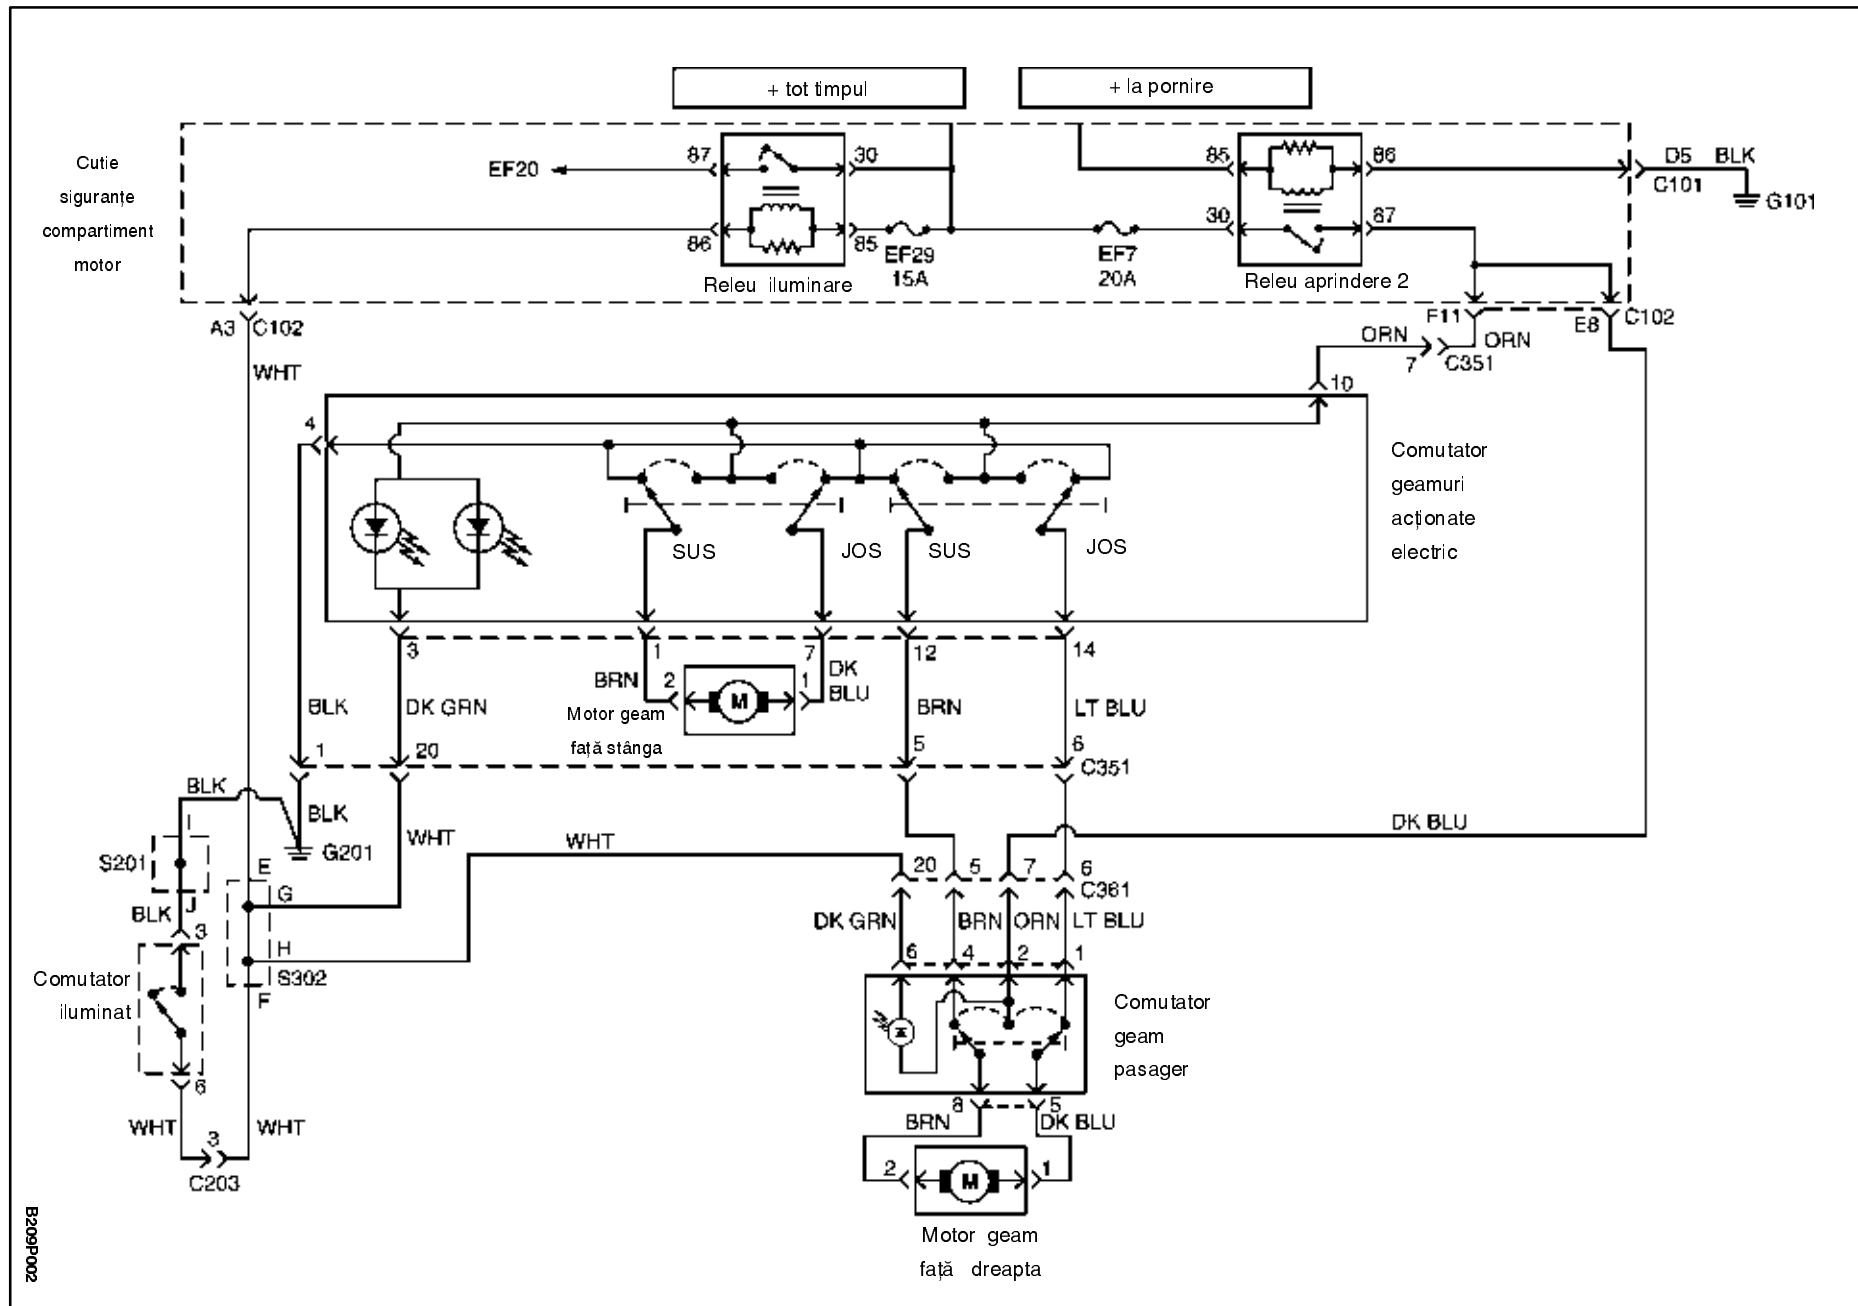 + tot timpul
+ la pornire
Cutie
siguranțe
compartiment
motor
EF20
87
30
86
85
EF29
15A
Releu iluminare
EF7
20A
85
86
30
87
Releu aprindere 2
D5
BLK
C101
G101
A3
C102
WHT
F11
E8
C102
ORN
ORN
7
C351
10
4
Comutator
geamuri
acționate
electric
SUS
JOS
SUS
JOS
3
1
7
12
14
BRN
2
M
1
DK
BLU
BLK
DK GRN
Motor geam
față stânga
BRN
LT BLU
1
20
5
6
C351
BLK
BLK
WHT
WHT
DK BLU
I
S201
G201
E
G
J
BLK
3
H
S302
F
20
5
7
6
C361
DK GRN
BRN
ORN
LT BLU
6
4
2
1
Comutator
iluminat
6
WHT
3
WHT
C203
Comutator
geam
pasager
8
5
BRN
DK BLU
2
M
1
Motor geam
față dreapta
B209P002